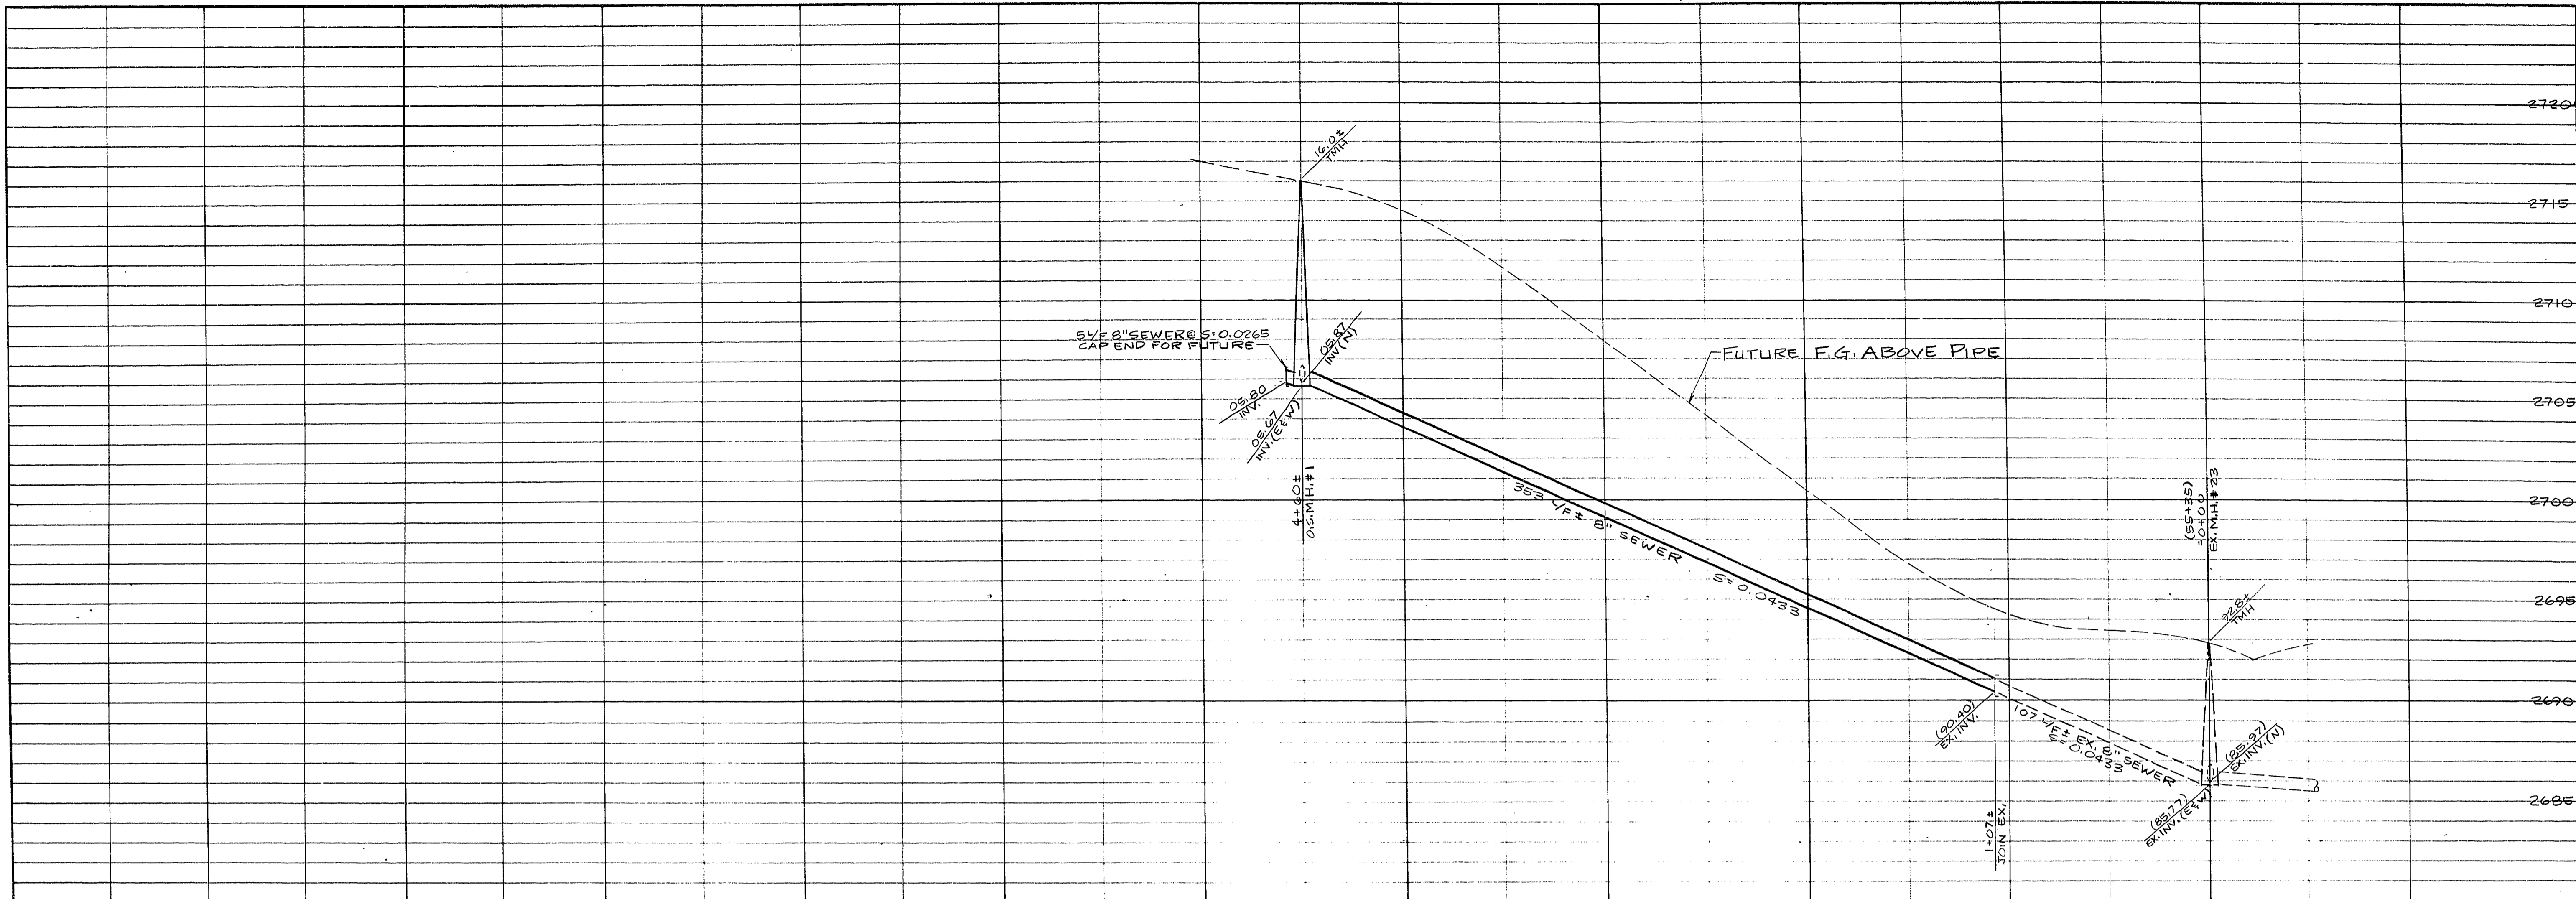 2720
16.0±
TMH
2715
2710
5 L/F 8" SEWER @ S=0.0265
CAP END FOR FUTURE
05.87
INV (N)
FUTURE F.G. ABOVE PIPE
05.80
INV.
05.67
INV. (E & W)
2705
4+60±
O.S.M.H. #1
353 L/F ± 8" SEWER S=0.0433
(55+35)
=0+00
EX. M.H. #23
2700
2695
92.8±
TMH
(90.40)
EX. INV.
2690
107 L/F ± EX. 8" SEWER
S=0.0433
(85.97)
EX. INV. (N)
(85.77)
EX. INV. (E & W)
2685
1+07±
JOIN EX.